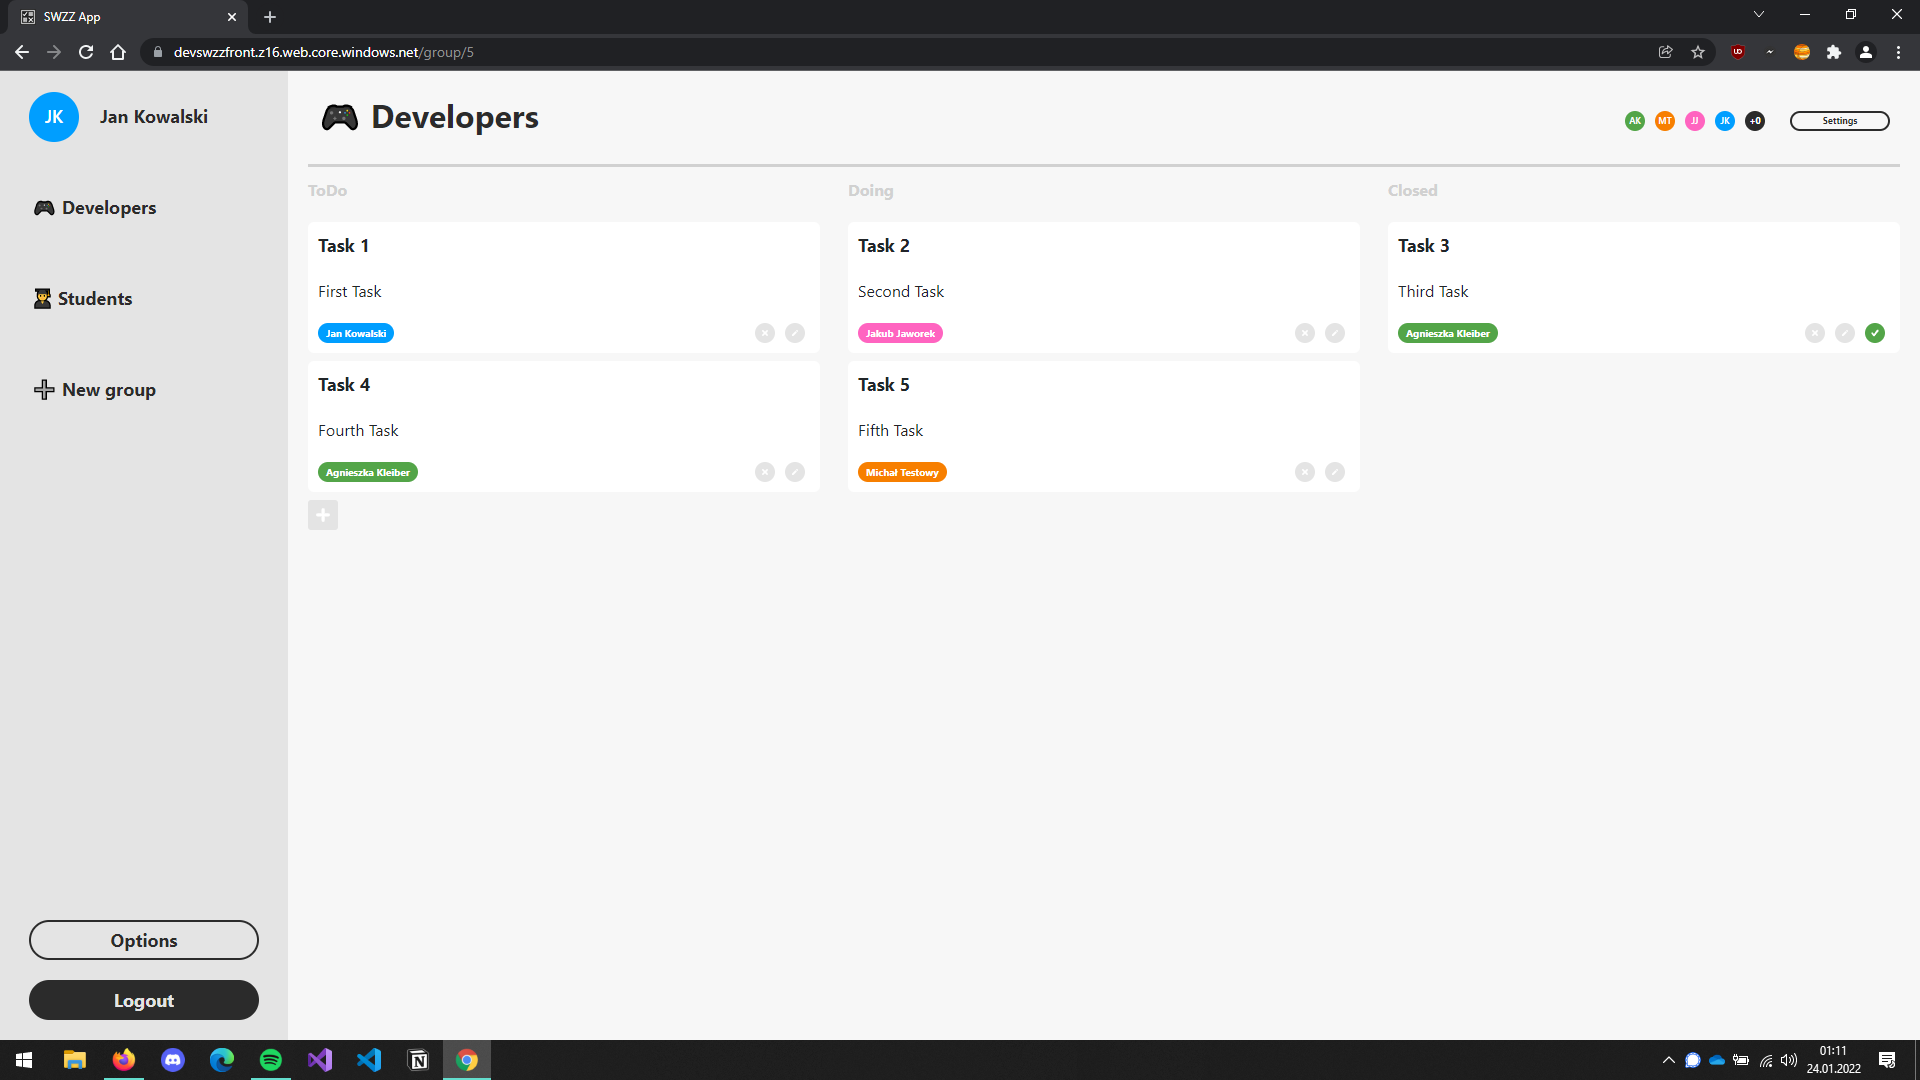 SWZZ App
devswzzfront.z16.web.core.windows.net/group/5
JK
Jan Kowalski
Developers
Students
New group
Options
Logout
Developers
AK
MT
JJ
JK
+0
Settings
ToDo
Task 1
First Task
Jan Kowalski
Task 4
Fourth Task
Agnieszka Kleiber
Doing
Task 2
Second Task
Jakub Jaworek
Task 5
Fifth Task
Michał Testowy
Closed
Task 3
Third Task
Agnieszka Kleiber
01:11
24.01.2022